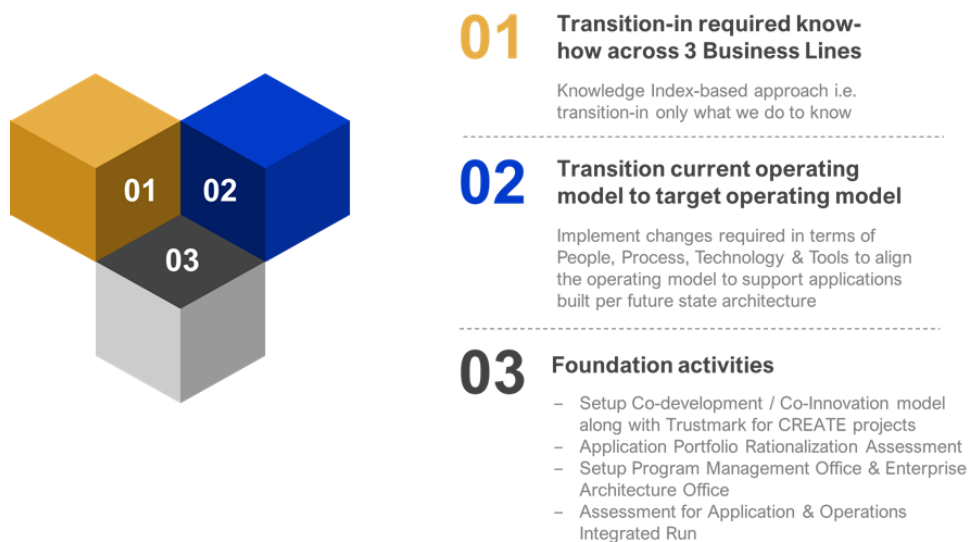 01
02
03
01
Transition-in required know-
how across 3 Business Lines
Knowledge Index-based approach i.e.
transition-in only what we do to know
02
Transition current operating
model to target operating model
Implement changes required in terms of
People, Process, Technology & Tools to align
the operating model to support applications
built per future state architecture
03
Foundation activities
– Setup Co-development / Co-Innovation model
along with Trustmark for CREATE projects
– Application Portfolio Rationalization Assessment
– Setup Program Management Office & Enterprise
Architecture Office
– Assessment for Application & Operations
Integrated Run